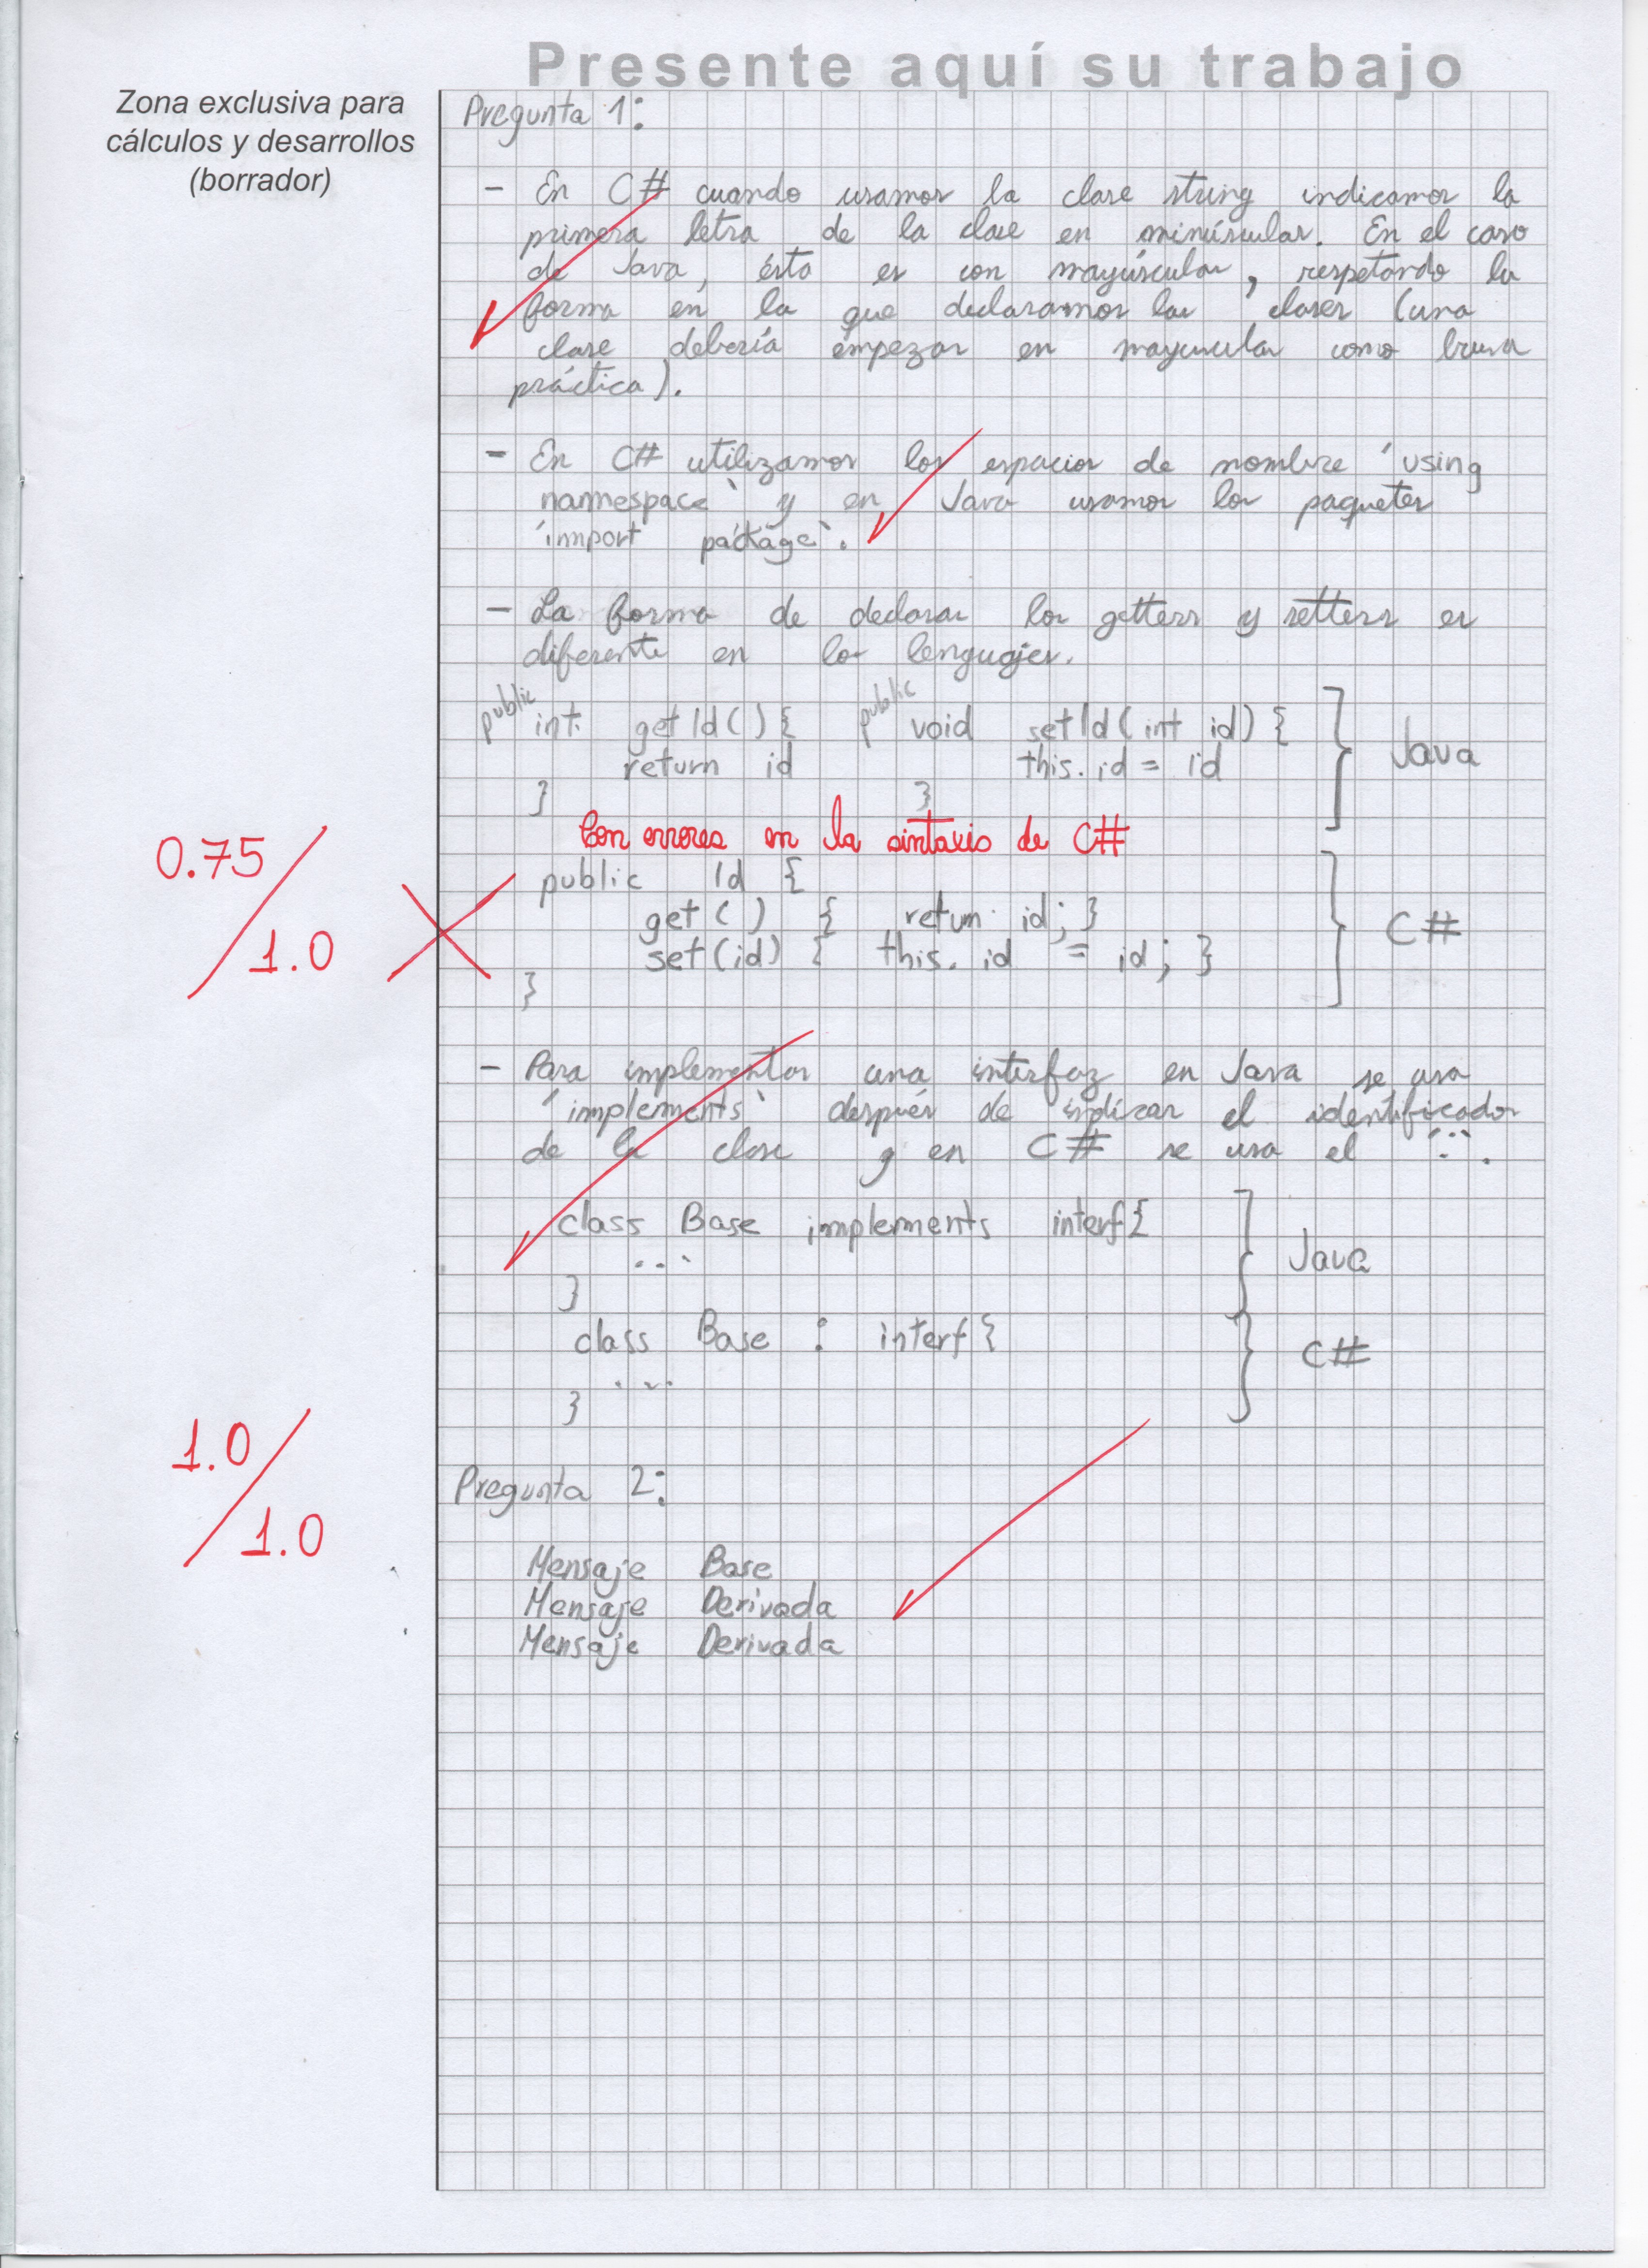 Presente aquí su trabajo
Zona exclusiva para
cálculos y desarrollos
(borrador)
Pregunta 1:
- En C# cuando usamos la clase string indicamos la
primera letra de la clase en minúsculas. En el caso
de Java, ésto es con mayúsculas, respetando la
forma en la que declaramos las clases (una
clase debería empezar en mayusculas como buena
práctica).
- En C# utilizamos los espacios de nombre 'using
namespace' y en Java usamos los paquetes
'import package'.
- La forma de declarar los getters y setters es
diferente en los lengugjes.
public int getId() { public void setId(int id) {
return id this.id = id
} }
Java
Con errores en la sintaxis de C#
0.75/1.0
public Id {
get() { return id; }
set(id) { this.id = id; }
}
C#
- Para implementar una interfaz en Java se usa
'implements' después de indicar el identificador
de la clase y en C# se usa el ':'.
class Base implements interf{
...
}
Java
class Base : interf{
...
}
C#
1.0/1.0
Pregunta 2:
Mensaje Base
Mensaje Derivada
Mensaje Derivada